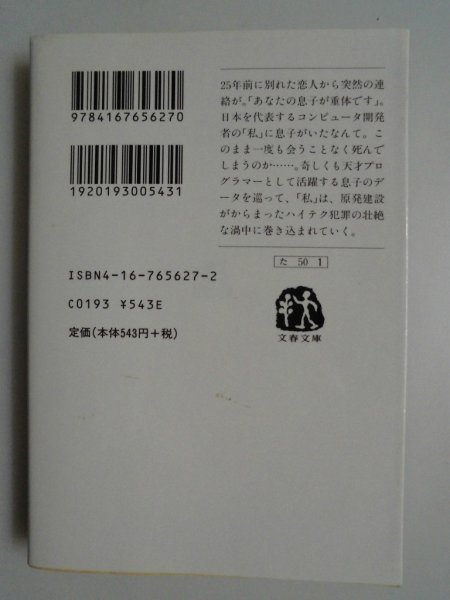 9784167656270
1920193005431
ISBN4-16-765627-2
C0193 ¥543E
定価(本体543円+税)
25年前に別れた恋人から突然の連
絡が。「あなたの息子が重体です」。
日本を代表するコンピュータ開発
者の「私」に息子がいたなんて。こ
のまま一度も会うことなく死んで
しまうのか……。奇しくも天才プロ
グラマーとして活躍する息子のデー
タを巡って、「私」は、原発建設
がからまったハイテク犯罪の壮絶
な渦中に巻き込まれていく。
た 50 1
文春文庫